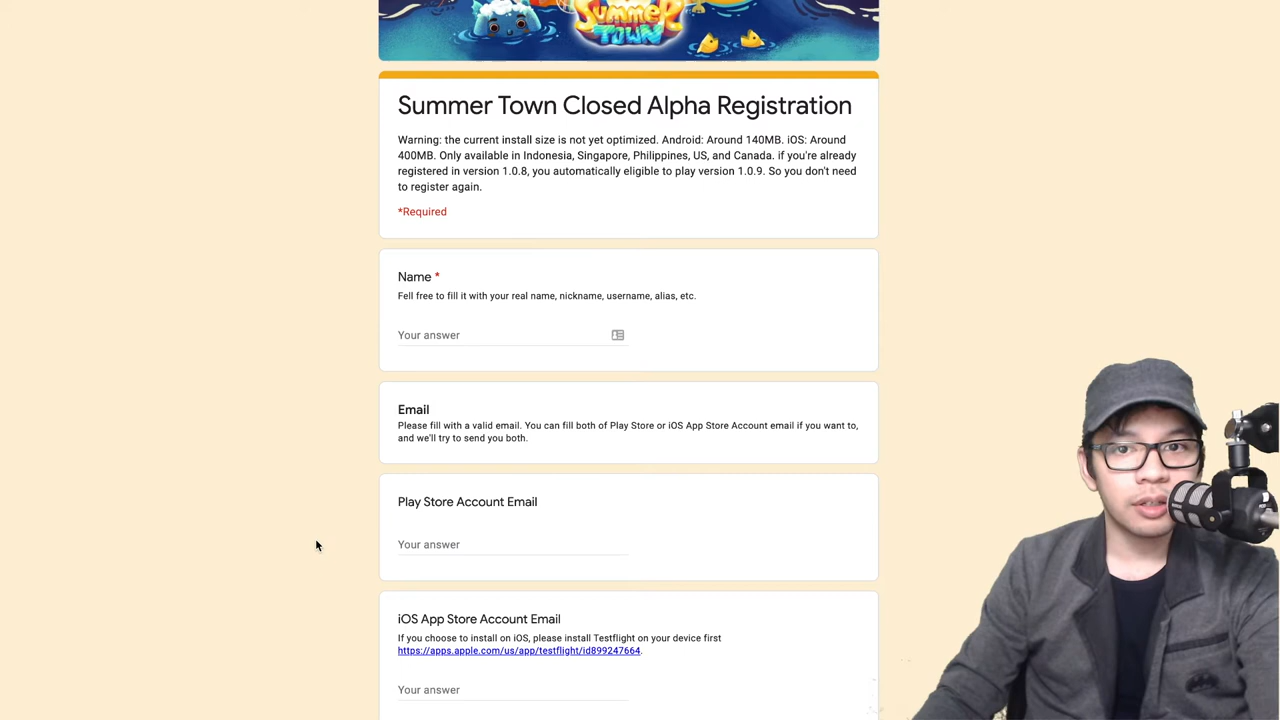 SUMMER
TOWN
Summer Town Closed Alpha Registration
Warning: the current install size is not yet optimized. Android: Around 140MB. iOS: Around
400MB. Only available in Indonesia, Singapore, Philippines, US, and Canada. if you're already
registered in version 1.0.8, you automatically eligible to play version 1.0.9. So you don't need
to register again.
*Required
Name *
Fell free to fill it with your real name, nickname, username, alias, etc.
Your answer
Email
Please fill with a valid email. You can fill both of Play Store or iOS App Store Account email if you want to,
and we'll try to send you both.
Play Store Account Email
Your answer
iOS App Store Account Email
If you choose to install on iOS, please install Testflight on your device first
https://apps.apple.com/us/app/testflight/id899247664.
Your answer